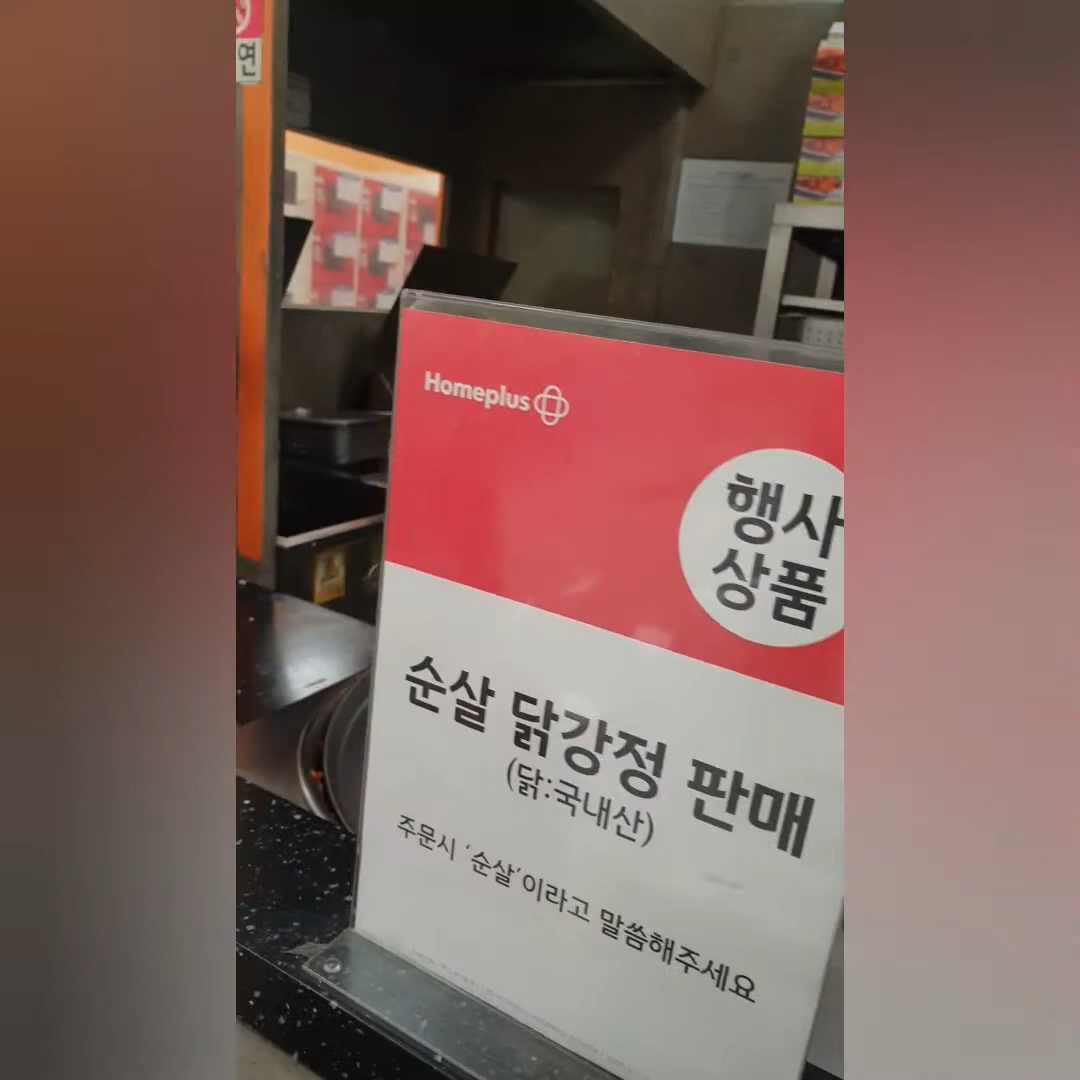 연
Homeplus
행사
상품
순살 닭강정 판매
(닭:국내산)
주문시 '순살'이라고 말씀해주세요